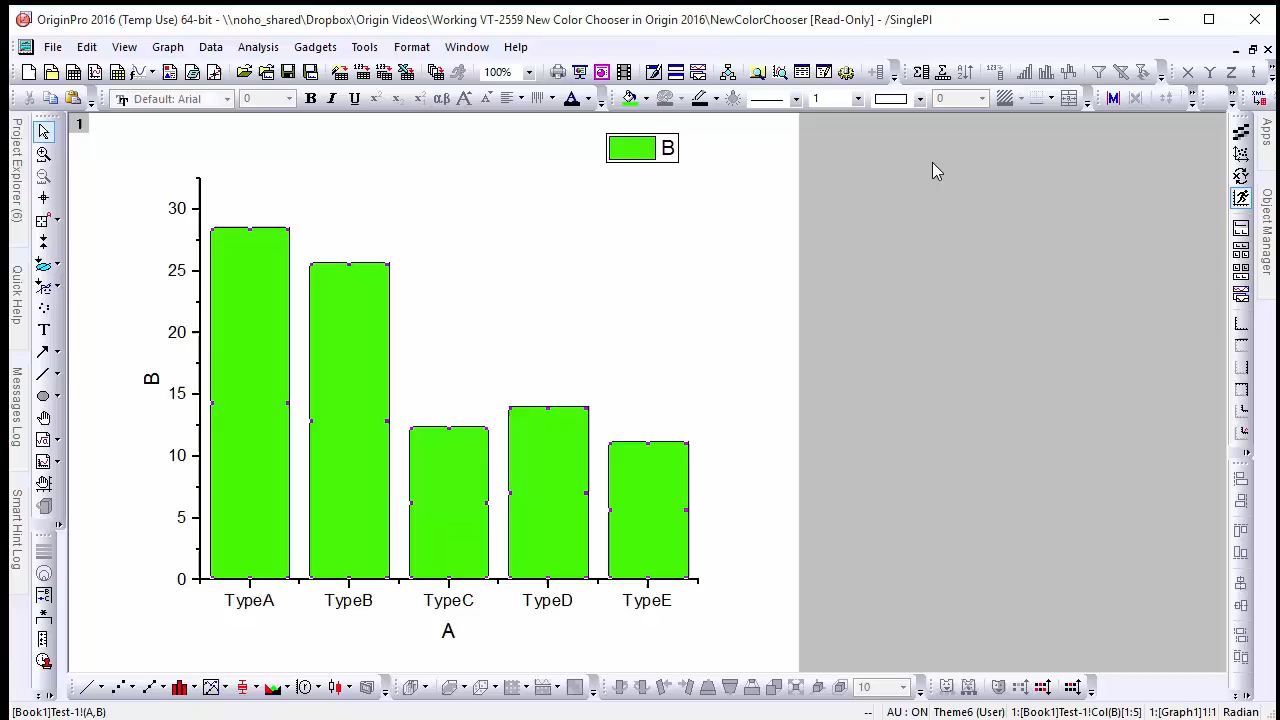 OriginPro 2016 (Temp Use) 64-bit - \\noho_shared\Dropbox\Origin Videos\Working VT-2559 New Color Chooser in Origin 2016\NewColorChooser [Read-Only] - /SinglePl
File Edit View Graph Data Analysis Gadgets Tools Format Window Help
100%
Default: Arial 0 B I U αβ A A A 1 0
1
B
30
25
20
15
10
5
0
B
TypeA TypeB TypeC TypeD TypeE
A
Project Explorer (6)
Quick Help
Messages Log
Smart Hint Log
Apps
Object Manager
10
[Book1]Test-1!(A,B) -- AU : ON Theme6 (User) 1:[Book1]Test-1!Col(B)[1:5] 1:[Graph1]1!1 Radian